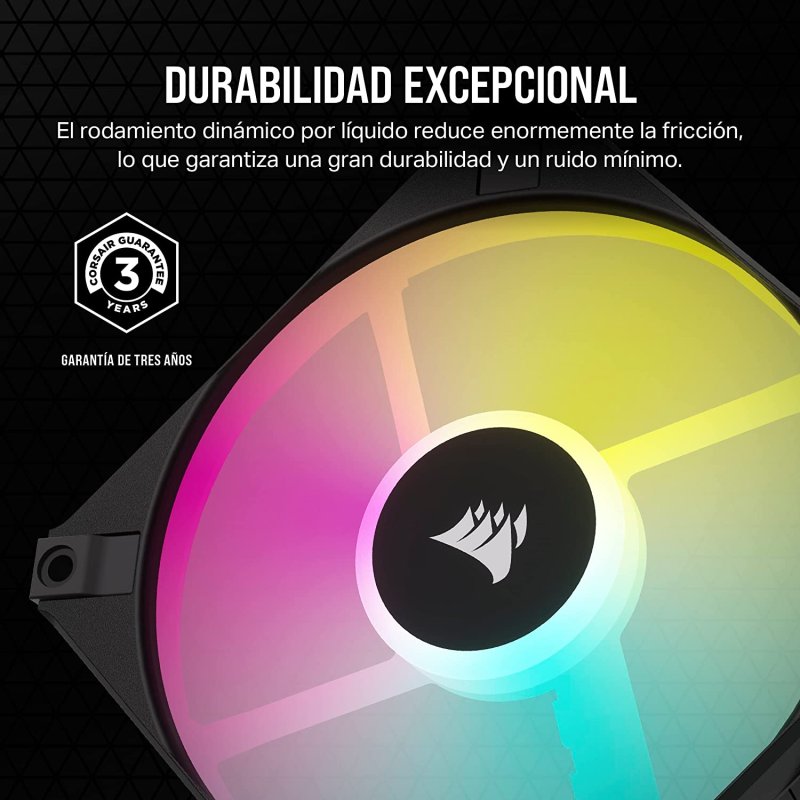 DURABILIDAD EXCEPCIONAL
El rodamiento dinámico por líquido reduce enormemente la fricción,
lo que garantiza una gran durabilidad y un ruido mínimo.
CORSAIR GUARANTEE
3
YEARS
GARANTÍA DE TRES AÑOS